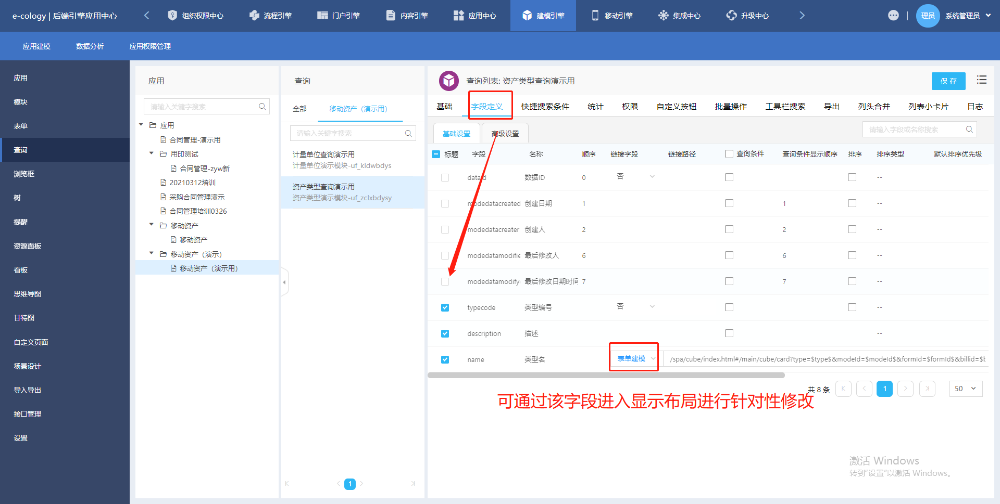 e-cology | 后端引擎应用中心
组织权限中心
流程引擎
门户引擎
内容引擎
应用中心
建模引擎
移动引擎
集成中心
升级中心
理员
系统管理员
应用建模
数据分析
应用权限管理
应用
模块
表单
查询
浏览框
树
提醒
资源面板
看板
思维导图
甘特图
自定义页面
场景设计
导入导出
接口管理
设置
应用
请输入关键字搜索
应用
合同管理-演示用
用印测试
合同管理-zyw新
20210312培训
采购合同管理演示
合同管理培训0326
移动资产
移动资产
移动资产（演示）
移动资产（演示用）
查询
全部
移动资产（演示用）
请输入关键字搜索
计量单位查询演示用
计量单位演示模块-uf_kldwbdys
资产类型查询演示用
资产类型演示模块-uf_zclxbdysy
1
查询列表: 资产类型查询演示用
保 存
基础
字段定义
快捷搜索条件
统计
权限
自定义按钮
批量操作
工具栏搜索
导出
列头合并
列表小卡片
日志
基础设置
高级设置
请输入字段或名称搜索
标题 字段 名称 顺序 链接字段 链接路径 查询条件 查询条件显示顺序 排序 排序类型 默认排序优先级
dataid 数据ID 0 否 --
modedatacreated 创建日期 1 1 --
modedatacreater 创建人 2 2 --
modedatamodifie 最后修改人 6 6 --
modedatamodify 最后修改日期时间 7 7 --
typecode 类型编号 否 --
description 描述 --
name 类型名 表单建模 /spa/cube/index.html#/main/cube/card?type=$type$&modeId=$modeId$&formId=$formId$&billid=$b
共 8 条
1
50
可通过该字段进入显示布局进行针对性修改
激活 Windows
转到"设置"以激活 Windows。